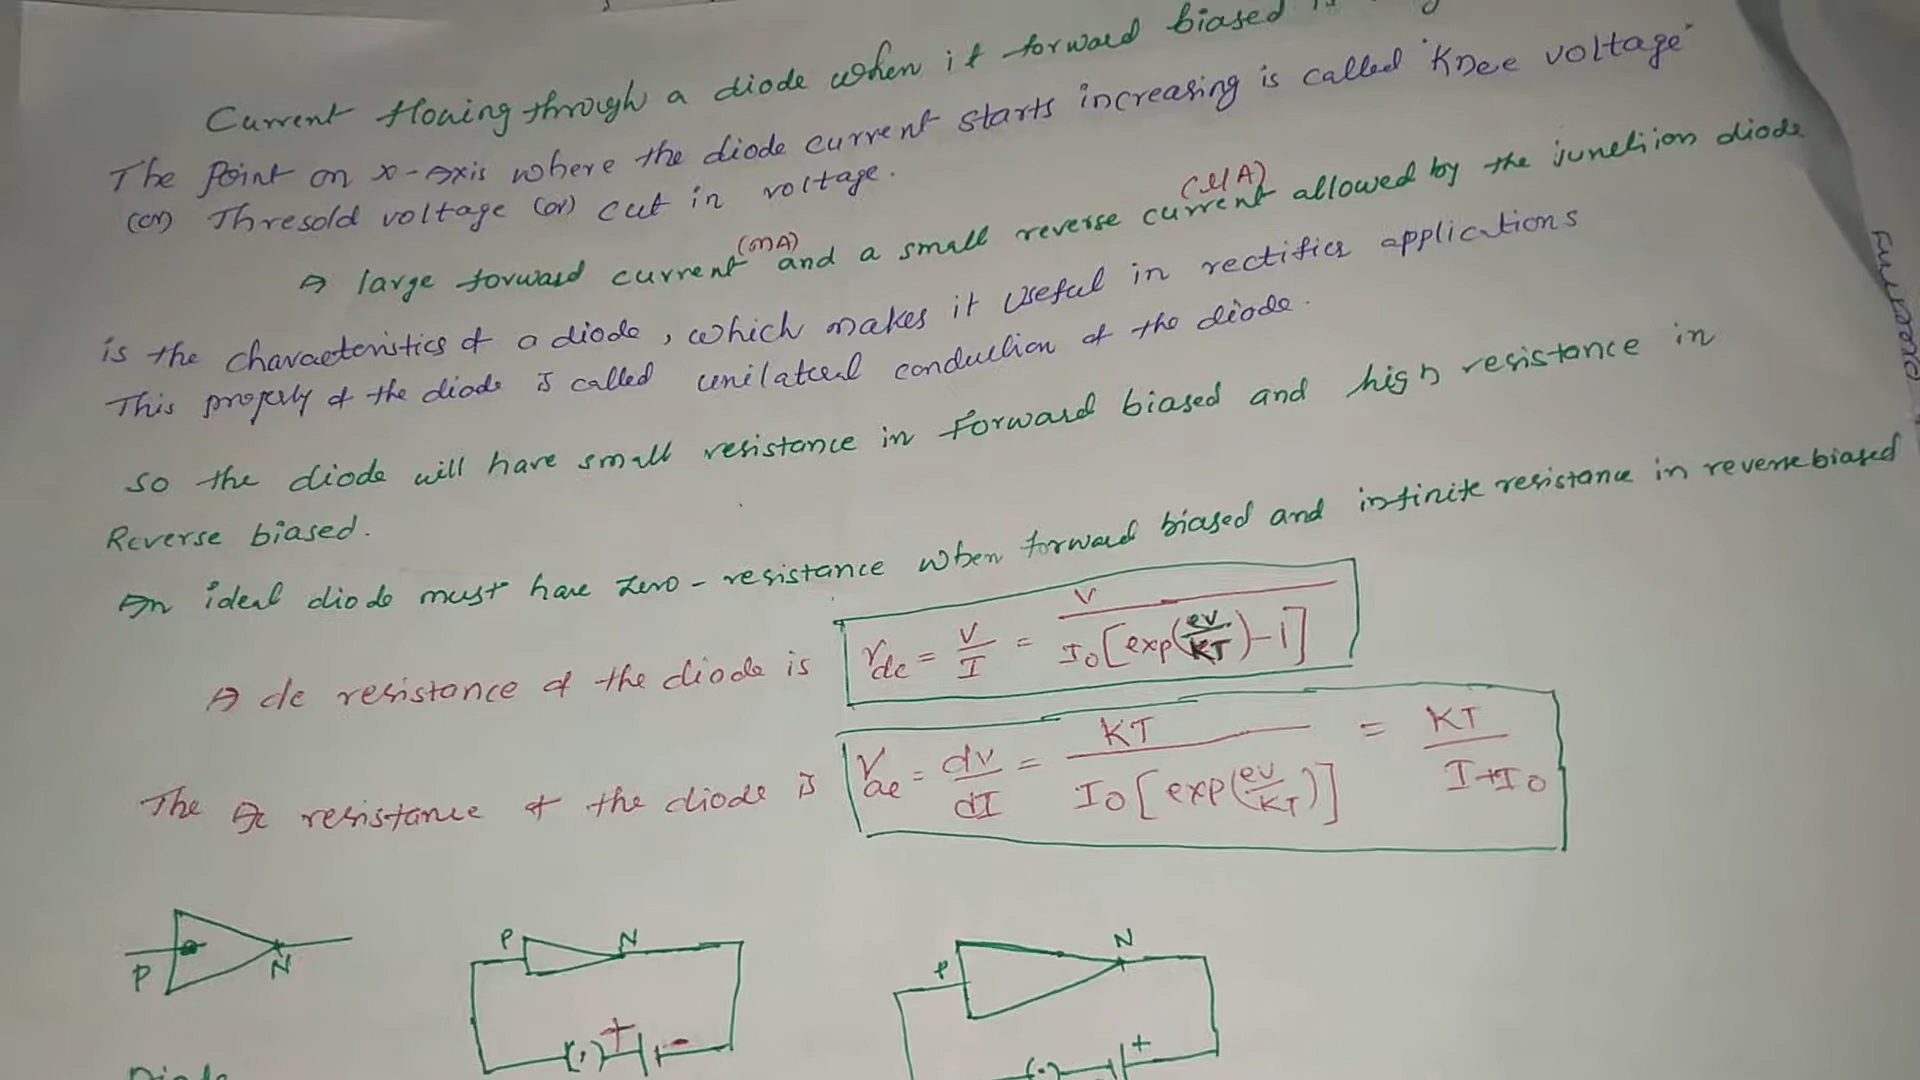 Current flowing through a diode when it forward biased is
The point on x-axis where the diode current starts increasing is called "Knee voltage"
(or) Thresold voltage (or) cut in voltage.
A large forward current (mA) and a small reverse current (μA) allowed by the junction diode
is the characteristics of a diode, which makes it useful in rectifier applications
This property of the diode is called unilateral conduction of the diode.
So the diode will have small resistance in forward biased and high resistance in
Reverse biased.
An ideal diode must have zero-resistance when forward biased and infinite resistance in reverse biased
A dc resistance of the diode is r_dc = V/I = V / I_0[exp(eV/KT)-1]
The Ac resistance of the diode is r_ac = dV/dI = KT / I_0[exp(eV/KT)] = KT / I+I_0
P N
P N
+ -
P N
+
Diode